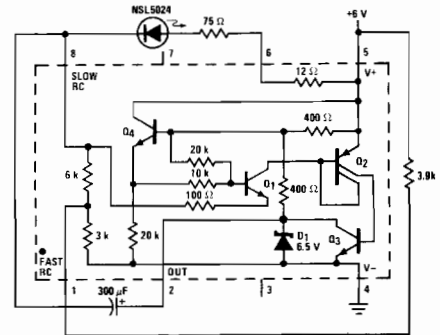 NSL5024
75 Ω
+6 V
8
7
6
5
SLOW
RC
12 Ω
V+
Q4
400 Ω
20 k
Q2
6 k
10 k
Q1
400 Ω
3.9k
100 Ω
3 k
20 k
D1
6.5 V
Q3
FAST
RC
OUT
V−
1
300 μF
+
2
3
4